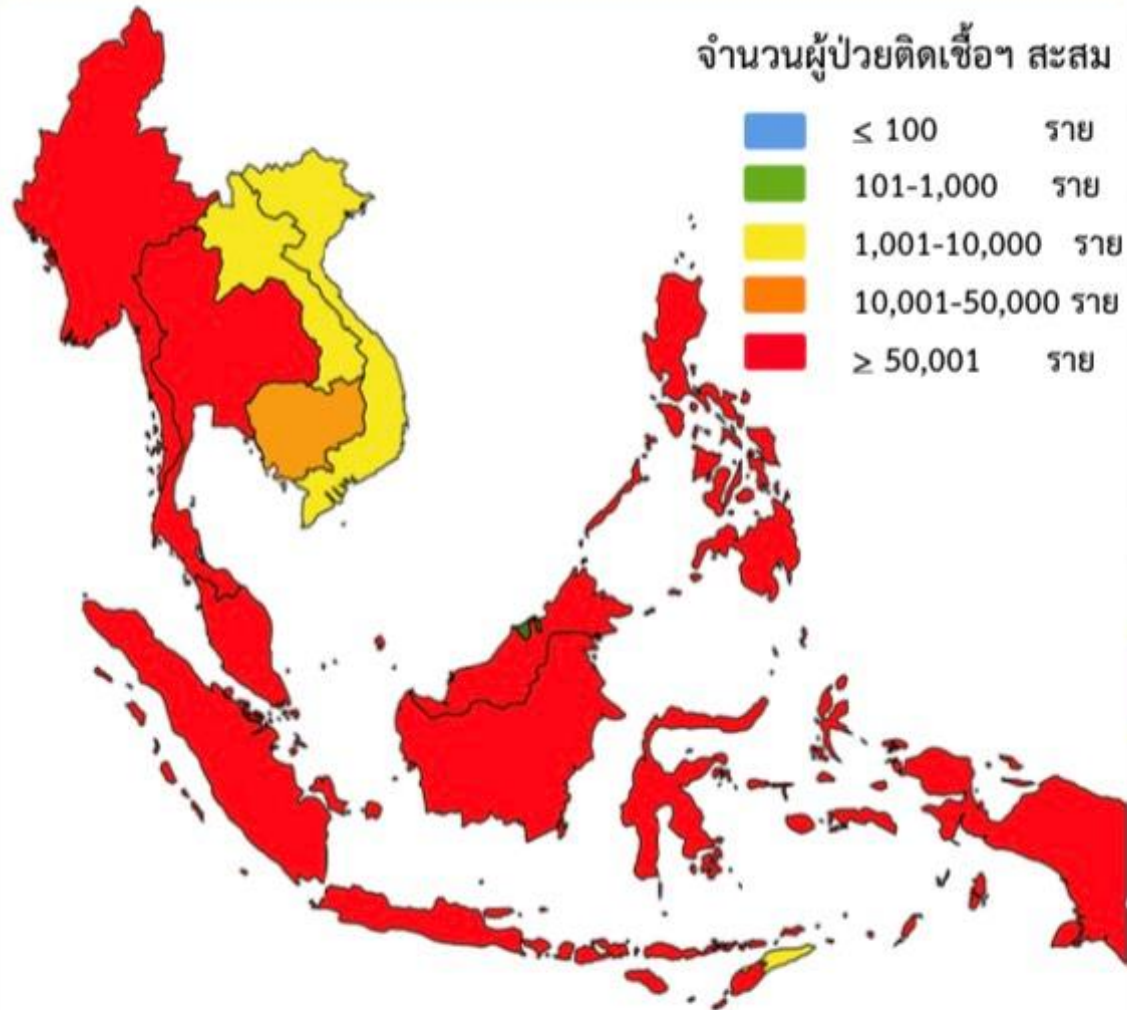 จำนวนผู้ป่วยติดเชื้อฯ สะสม
≤ 100 ราย
101-1,000 ราย
1,001-10,000 ราย
10,001-50,000 ราย
≥ 50,001 ราย